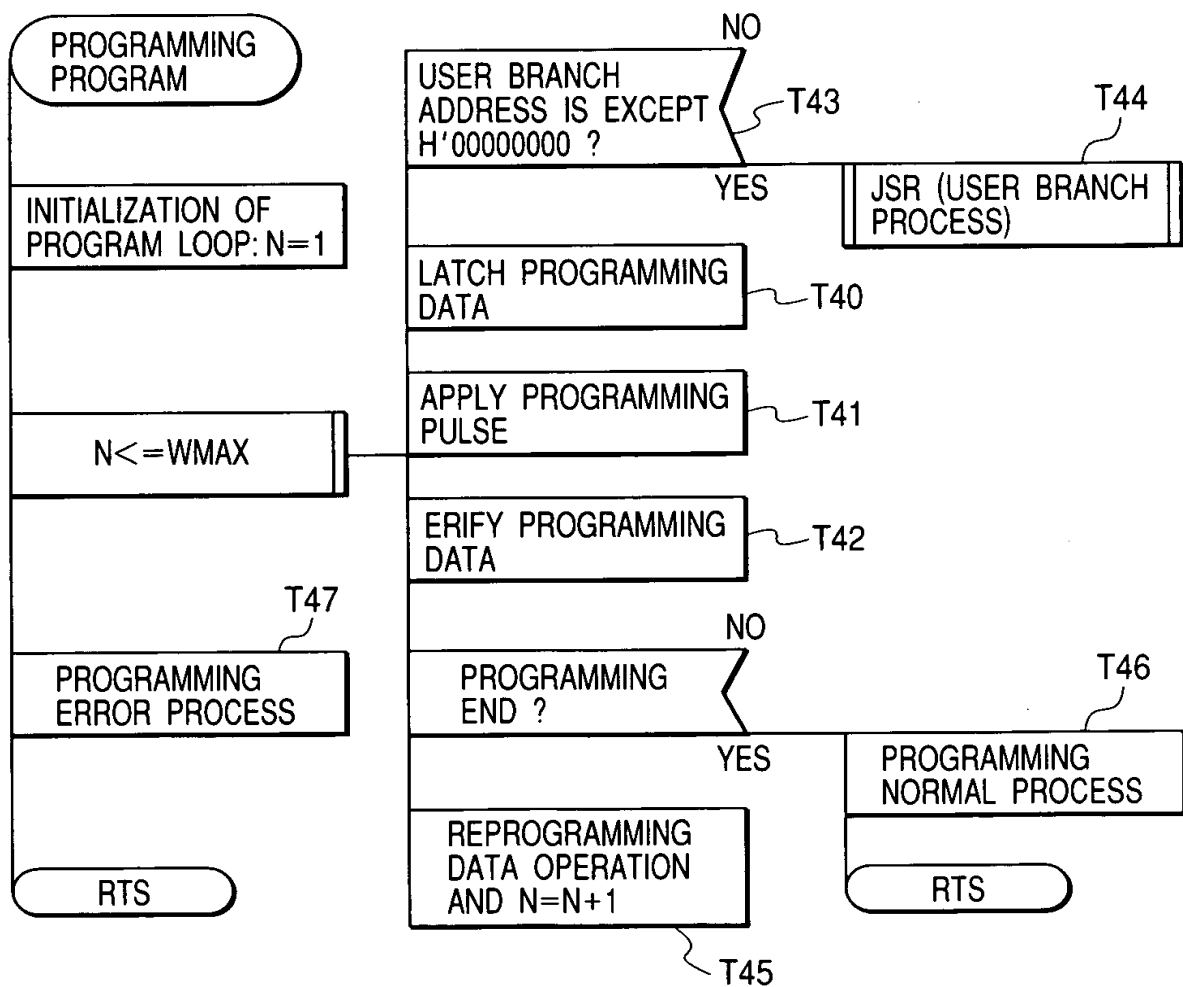 PROGRAMMING
PROGRAM
INITIALIZATION OF
PROGRAM LOOP: N=1
N<=WMAX
T47
PROGRAMMING
ERROR PROCESS
RTS
NO
USER BRANCH
ADDRESS IS EXCEPT
H'00000000 ?
T43
YES
T44
JSR (USER BRANCH
PROCESS)
LATCH PROGRAMMING
DATA
T40
APPLY PROGRAMMING
PULSE
T41
ERIFY PROGRAMMING
DATA
T42
NO
PROGRAMMING
END ?
YES
T46
PROGRAMMING
NORMAL PROCESS
RTS
REPROGRAMMING
DATA OPERATION
AND N=N+1
T45